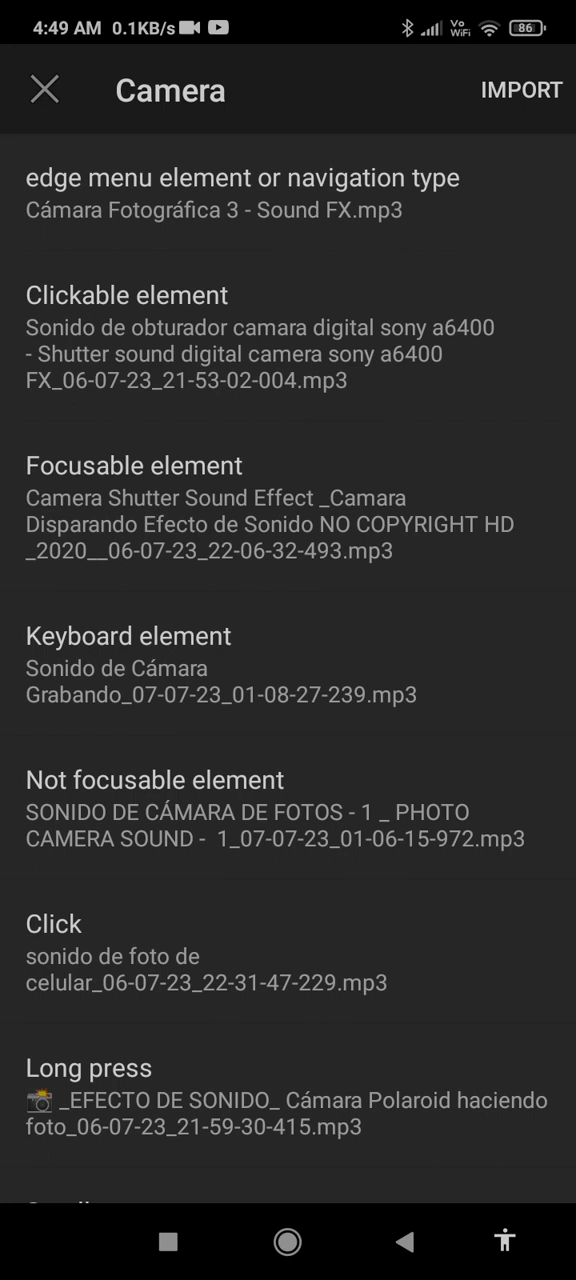 4:49 AM 0.1KB/s
Vo
WiFi
86
Camera
IMPORT
edge menu element or navigation type
Cámara Fotográfica 3 - Sound FX.mp3
Clickable element
Sonido de obturador camara digital sony a6400
- Shutter sound digital camera sony a6400
FX_06-07-23_21-53-02-004.mp3
Focusable element
Camera Shutter Sound Effect _Camara
Disparando Efecto de Sonido NO COPYRIGHT HD
_2020__06-07-23_22-06-32-493.mp3
Keyboard element
Sonido de Cámara
Grabando_07-07-23_01-08-27-239.mp3
Not focusable element
SONIDO DE CÁMARA DE FOTOS - 1 _ PHOTO
CAMERA SOUND -  1_07-07-23_01-06-15-972.mp3
Click
sonido de foto de
celular_06-07-23_22-31-47-229.mp3
Long press
📸 _EFECTO DE SONIDO_ Cámara Polaroid haciendo
foto_06-07-23_21-59-30-415.mp3